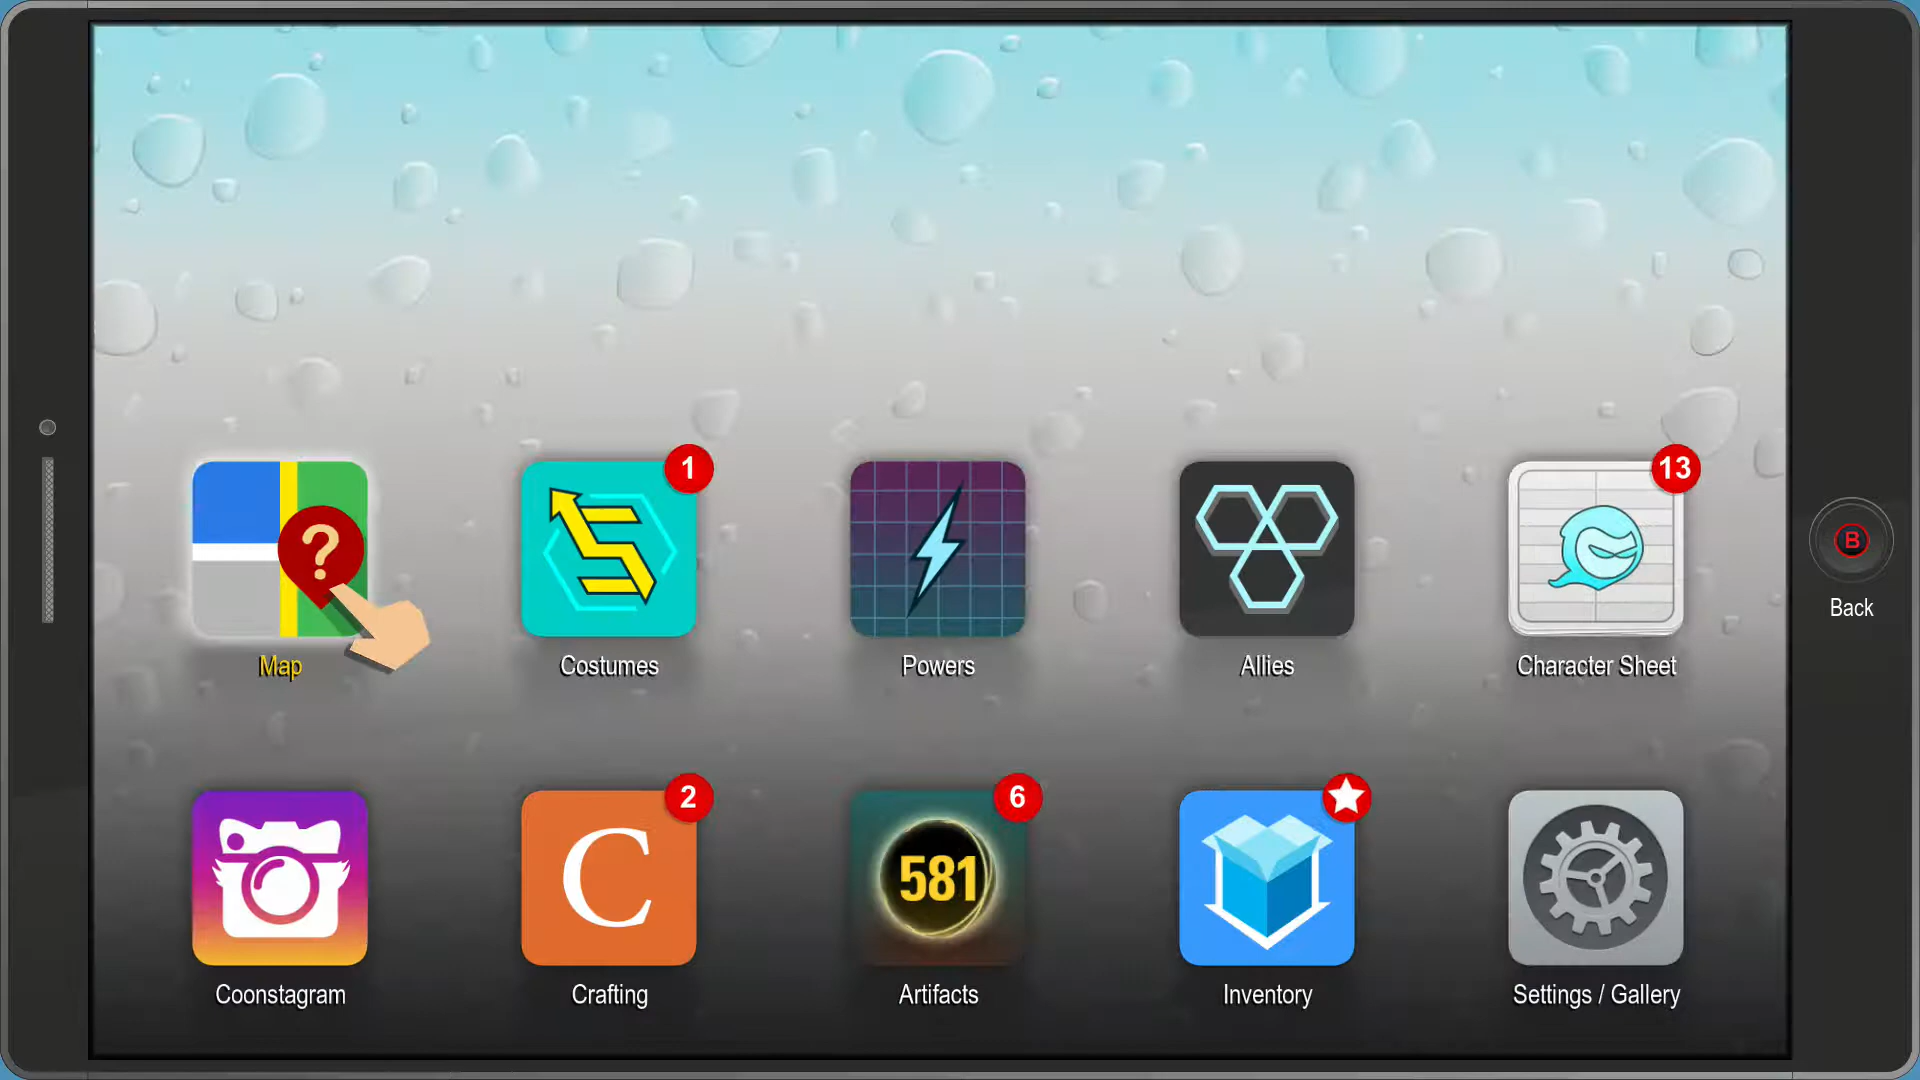 1
13
?
B
Back
Map
Costumes
Powers
Allies
Character Sheet
2
6
C
581
Coonstagram
Crafting
Artifacts
Inventory
Settings / Gallery